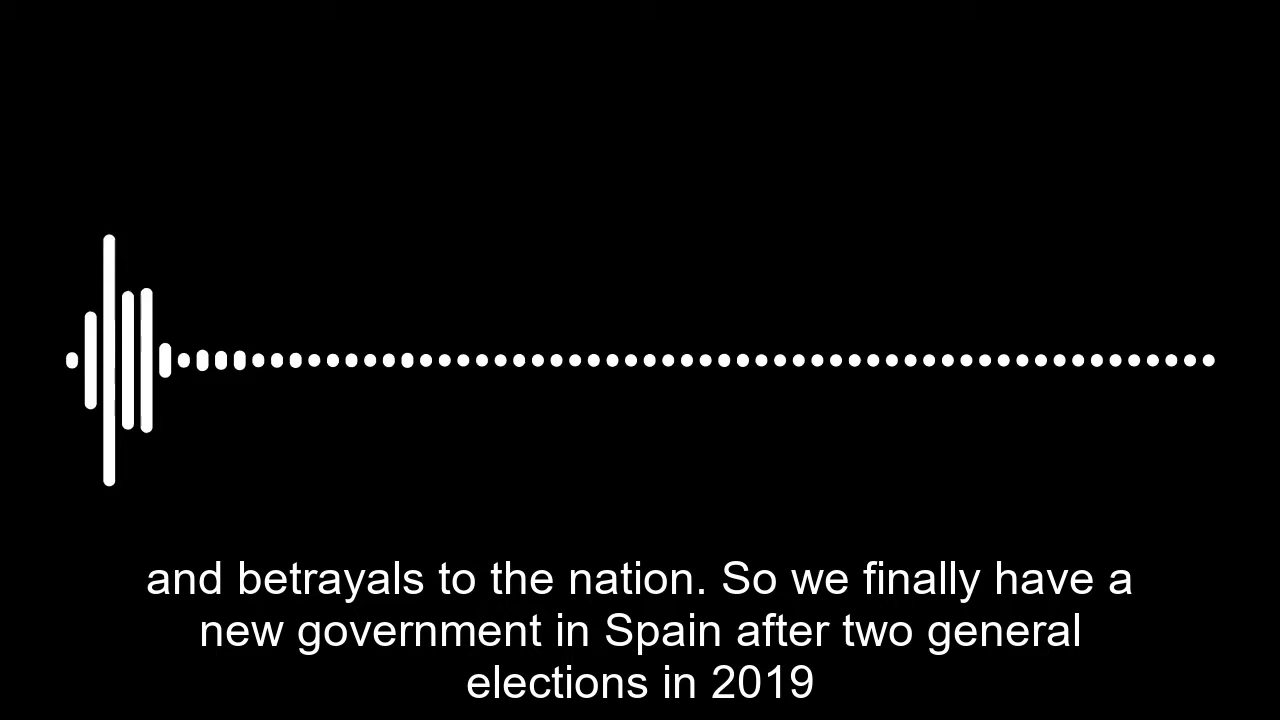 and betrayals to the nation. So we finally have a
new government in Spain after two general
elections in 2019